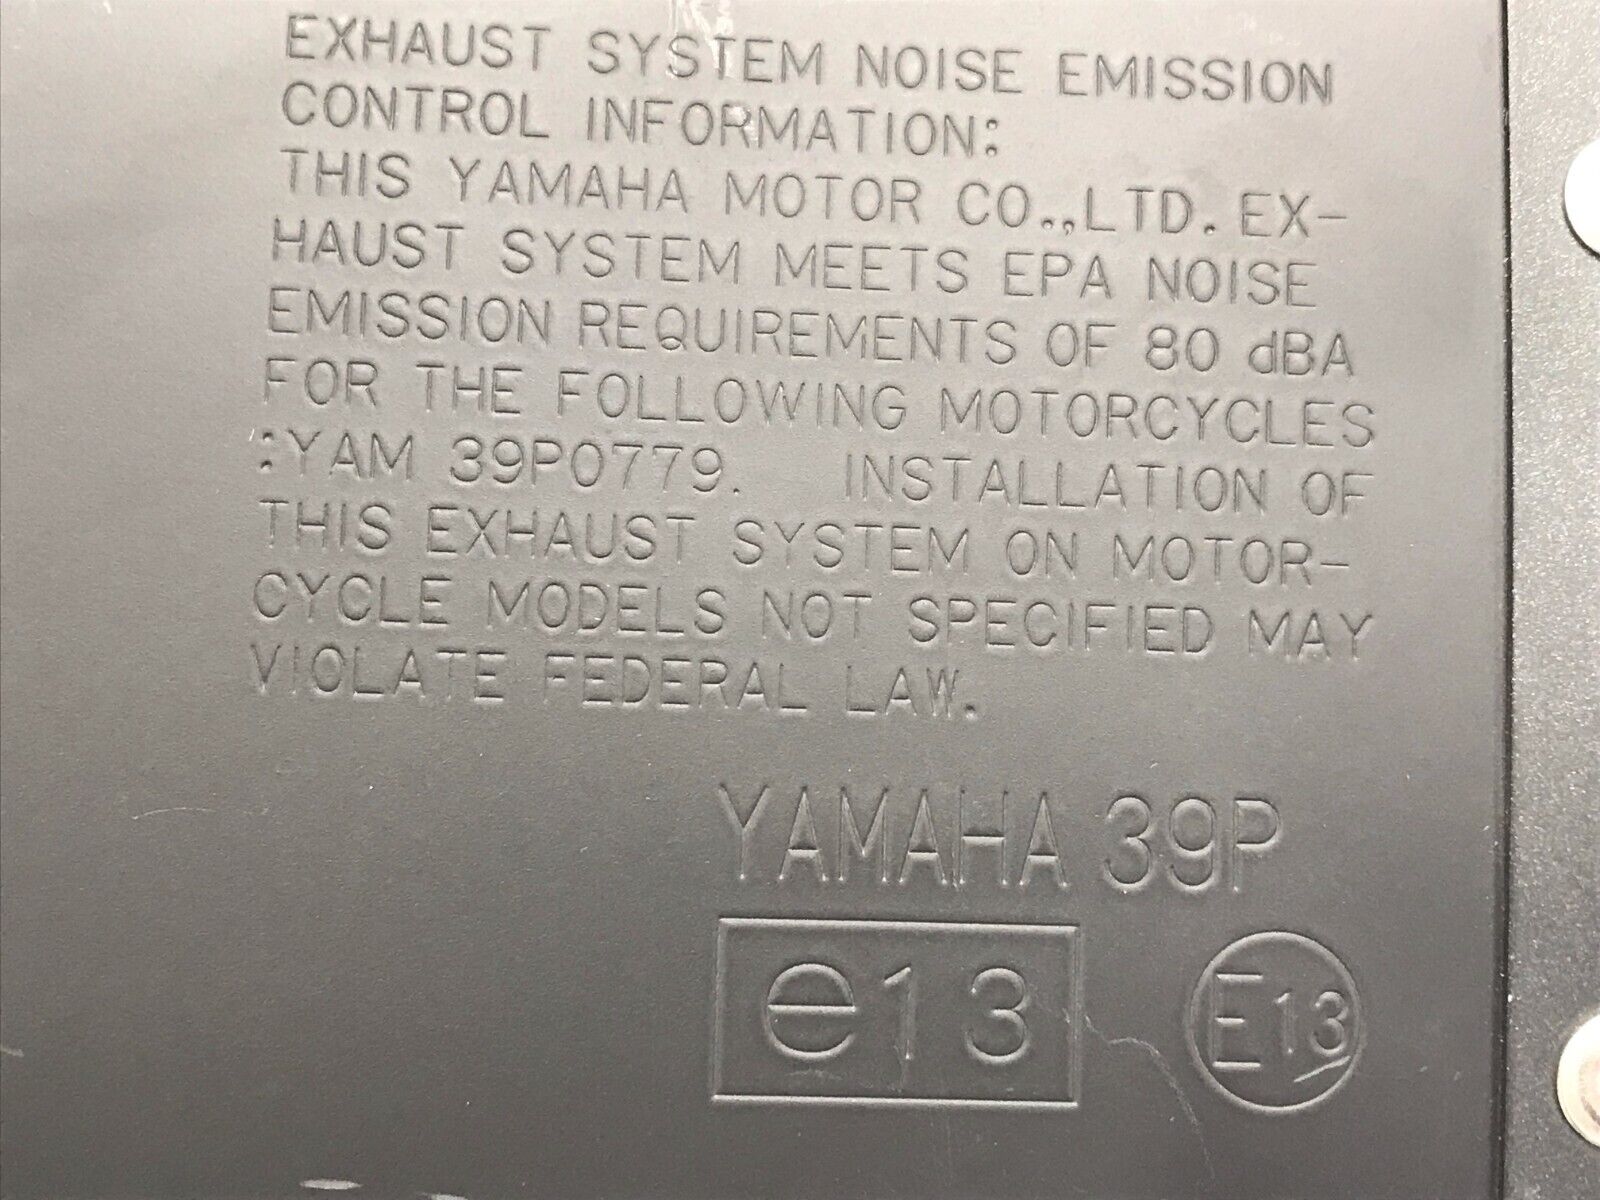 EXHAUST SYSTEM NOISE EMISSION
CONTROL INFORMATION:
THIS YAMAHA MOTOR CO.,LTD. EX-
HAUST SYSTEM MEETS EPA NOISE
EMISSION REQUIREMENTS OF 80 dBA
FOR THE FOLLOWING MOTORCYCLES
:YAM 39P0779. INSTALLATION OF
THIS EXHAUST SYSTEM ON MOTOR-
CYCLE MODELS NOT SPECIFIED MAY
VIOLATE FEDERAL LAW.
YAMAHA 39P
e13
E13